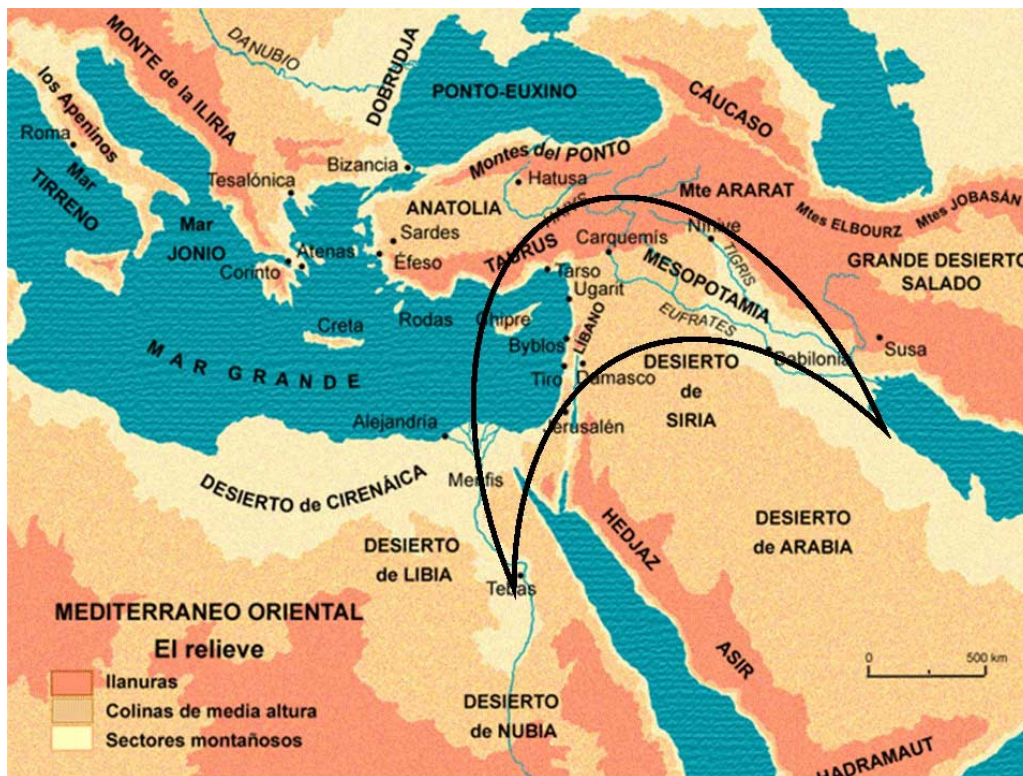 MONTE de la ILIRIA
DANUBIO
DOBRUDJA
PONTO-EUXINO
CÁUCASO
los Apeninos
Roma
Mar
TIRRENO
Bizancia
Montes del PONTO
Hatusa
Tesalónica
Mte ARARAT
Mtes ELBOURZ
Mtes JOBASÁN
ANATOLIA
HALYS
Mar
JONIO
Sardes
Atenas
Éfeso
Corinto
TAURUS
Carquemís
Nínive
TIGRIS
GRANDE DESIERTO
SALADO
Tarso
MESOPOTAMIA
Ugarit
EUFRATES
Creta
Rodas
Chipre
LIBANO
Byblos
Babilonia
Susa
MAR GRANDE
Tiro
Damasco
DESIERTO
de
SIRIA
Alejandría
Jerusalén
DESIERTO de CIRENÁICA
Menfis
DESIERTO
de LIBIA
HEDJAZ
DESIERTO
de ARABIA
Tebas
MEDITERRANEO ORIENTAL
El relieve
llanuras
Colinas de media altura
Sectores montañosos
DESIERTO
de NUBIA
ASIR
0 500 km
HADRAMAUT